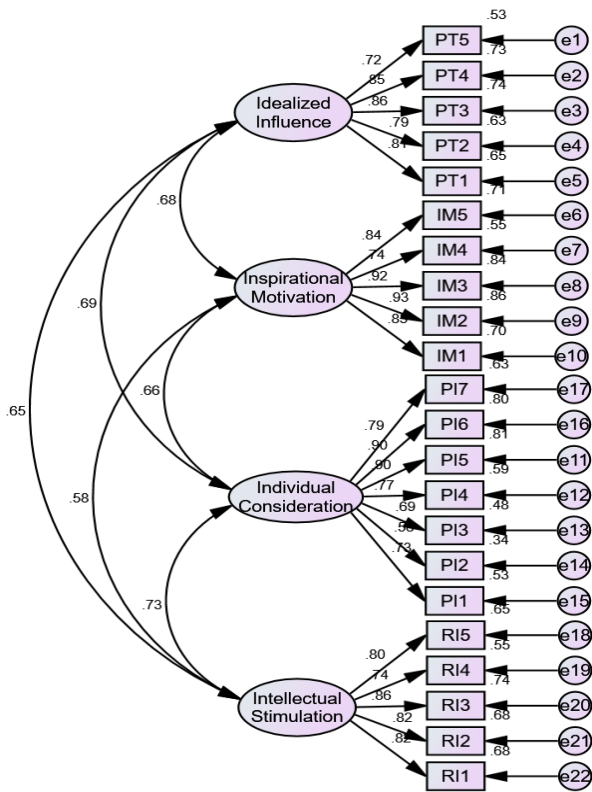 .53
PT5 e1
.73
.72
PT4 e2
.85 .74
.86
PT3 e3
Idealized
Influence
.79 .63
PT2 e4
.81 .65
PT1 e5
.71
.68
IM5 e6
.84 .55
IM4 e7
.74 .84
.92
Inspirational
Motivation
IM3 e8
.93 .86
.69
IM2 e9
.70
IM1 e10
.63
.66
PI7 e17
.80
.65
.79
PI6 e16
.90 .81
PI5 e11
.90 .59
.77
Individual
Consideration
PI4 e12
.58
.69 .48
PI3 e13
.58 .34
.73
PI2 e14
.53
.73
PI1 e15
.65
RI5 e18
.80 .55
RI4 e19
.74 .74
.86
Intellectual
Stimulation
RI3 e20
.82 .68
RI2 e21
.82 .68
RI1 e22